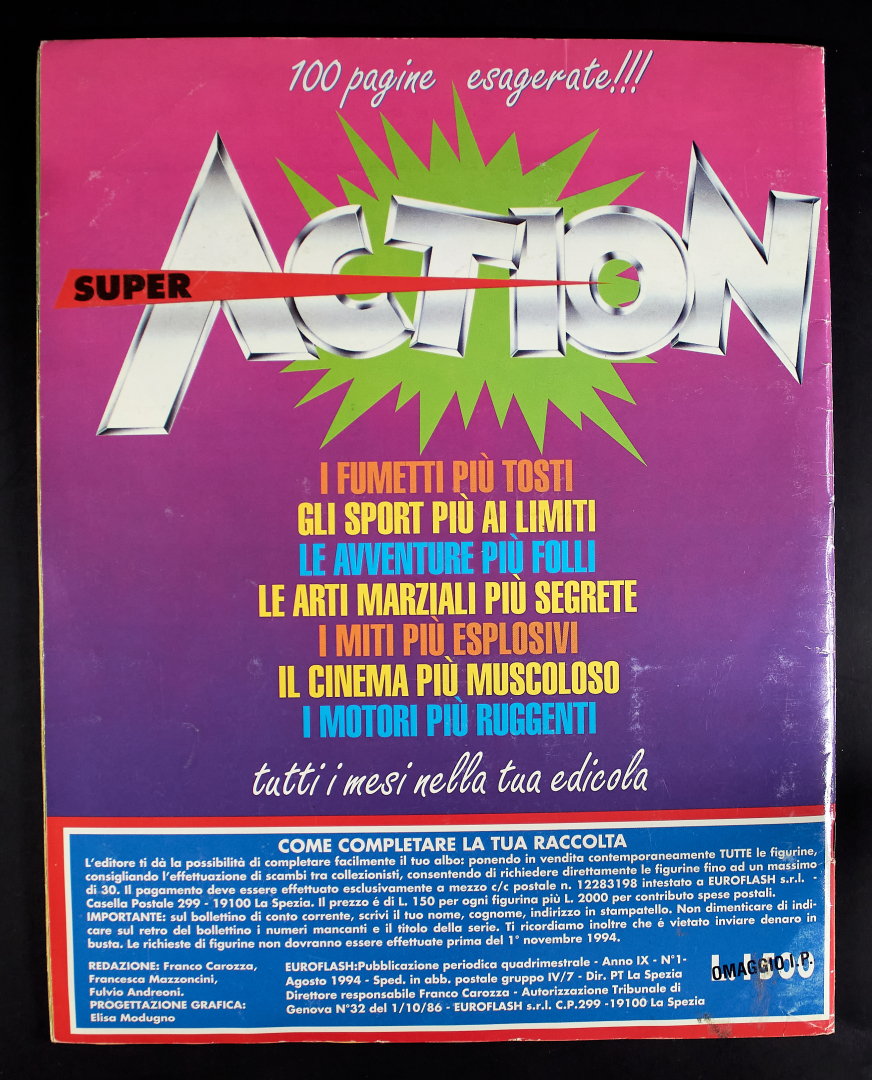 100 pagine esagerate!!!
SUPER
ACTION
I FUMETTI PIÙ TOSTI
GLI SPORT PIÙ AI LIMITI
LE AVVENTURE PIÙ FOLLI
LE ARTI MARZIALI PIÙ SEGRETE
I MITI PIÙ ESPLOSIVI
IL CINEMA PIÙ MUSCOLOSO
I MOTORI PIÙ RUGGENTI
tutti i mesi nella tua edicola
COME COMPLETARE LA TUA RACCOLTA
L'editore ti dà la possibilità di completare facilmente il tuo albo: ponendo in vendita contemporaneamente TUTTE le figurine,
consigliando l'effettuazione di scambi tra collezionisti, consentendo di richiedere direttamente le figurine fino ad un massimo
di 30. Il pagamento deve essere effettuato esclusivamente a mezzo c/c postale n. 12283198 intestato a EUROFLASH s.r.l. -
Casella Postale 299 - 19100 La Spezia. Il prezzo é di L. 150 per ogni figurina più L. 2000 per contributo spese postali.
IMPORTANTE: sul bollettino di conto corrente, scrivi il tuo nome, cognome, indirizzo in stampatello. Non dimenticare di indi-
care sul retro del bollettino i numeri mancanti e il titolo della serie. Ti ricordiamo inoltre che é vietato inviare denaro in
busta. Le richieste di figurine non dovranno essere effettuate prima del 1° novembre 1994.
REDAZIONE: Franco Carozza,
Francesca Mazzoncini,
Fulvio Andreoni.
PROGETTAZIONE GRAFICA:
Elisa Modugno
EUROFLASH:Pubblicazione periodica quadrimestrale - Anno IX - N°1-
Agosto 1994 - Sped. in abb. postale gruppo IV/7 - Dir. PT La Spezia
Direttore responsabile Franco Carozza - Autorizzazione Tribunale di
Genova N°32 del 1/10/86 - EUROFLASH s.r.l. C.P.299 -19100 La Spezia
OMAGGIO I.P.